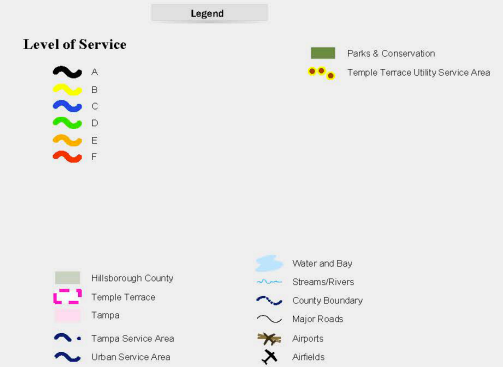 Legend
Level of Service
A
B
C
D
E
F
Parks & Conservation
Temple Terrace Utility Service Area
Hillsborough County
Temple Terrace
Tampa
Tampa Service Area
Urban Service Area
Water and Bay
Streams/Rivers
County Boundary
Major Roads
Airports
Airfields